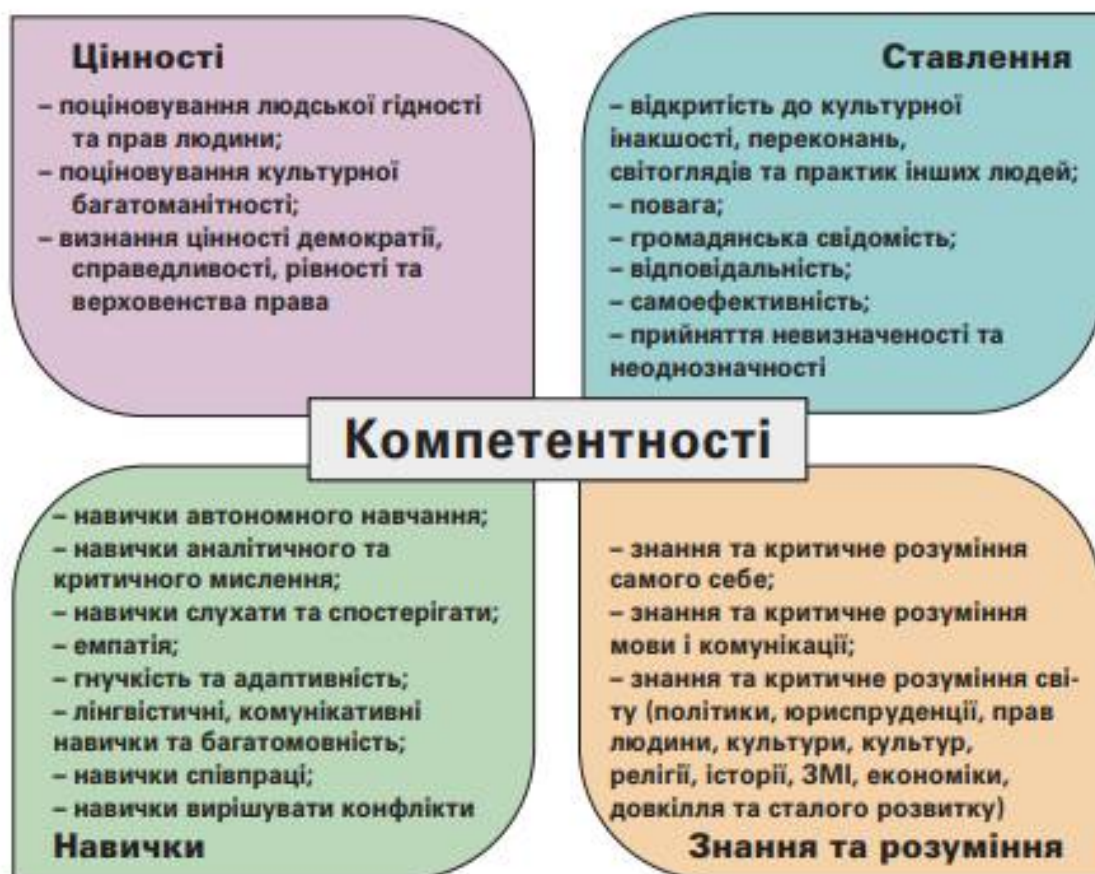 Цінності
– поціновування людської гідності
та прав людини;
– поціновування культурної
багатоманітності;
– визнання цінності демократії,
справедливості, рівності та
верховенства права
Ставлення
– відкритість до культурної
інакшості, переконань,
світоглядів та практик інших людей;
– повага;
– громадянська свідомість;
– відповідальність;
– самоефективність;
– прийняття невизначеності та
неоднозначності
Компетентності
– навички автономного навчання;
– навички аналітичного та
критичного мислення;
– навички слухати та спостерігати;
– емпатія;
– гнучкість та адаптивність;
– лінгвістичні, комунікативні
навички та багатомовність;
– навички співпраці;
– навички вирішувати конфлікти
Навички
– знання та критичне розуміння
самого себе;
– знання та критичне розуміння
мови і комунікації;
– знання та критичне розуміння сві-
ту (політики, юриспруденції, прав
людини, культури, культур,
релігії, історії, ЗМІ, економіки,
довкілля та сталого розвитку)
Знання та розуміння